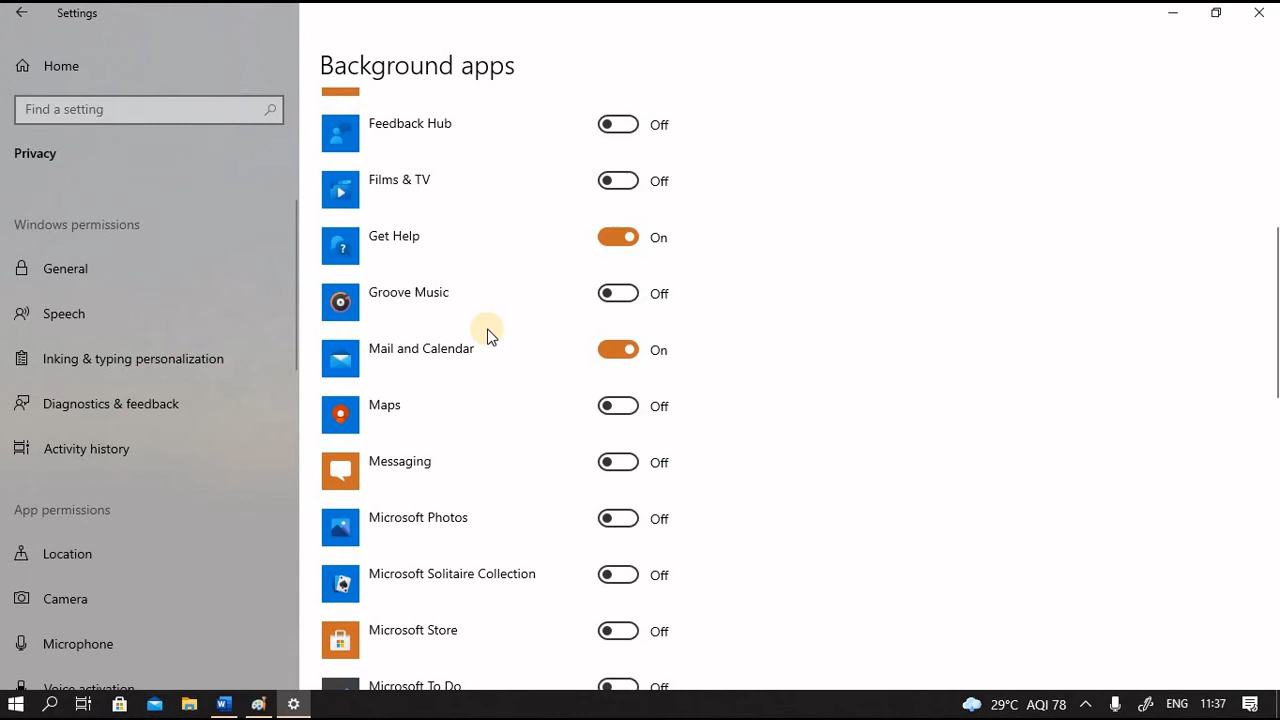 Settings
Home
Find a setting
Privacy
Windows permissions
General
Speech
Inking & typing personalization
Diagnostics & feedback
Activity history
App permissions
Location
Camera
Microphone
Voice activation
Background apps
Feedback Hub Off
Films & TV Off
Get Help On
Groove Music Off
Mail and Calendar On
Maps Off
Messaging Off
Microsoft Photos Off
Microsoft Solitaire Collection Off
Microsoft Store Off
Microsoft To Do Off
29°C AQI 78 ENG 11:37